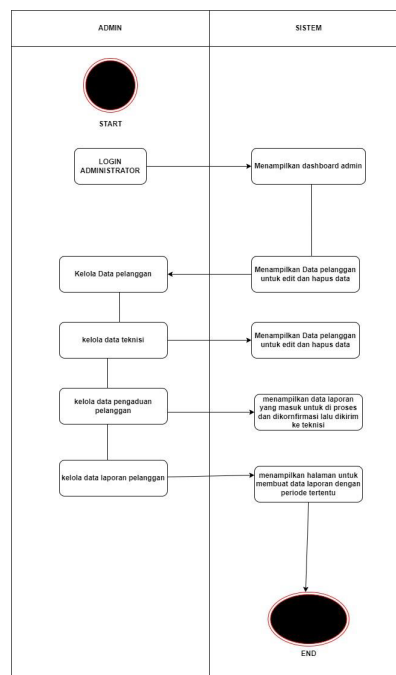 ADMIN
SISTEM
START
LOGIN
ADMINISTRATOR
Menampilkan dashboard admin
Kelola Data pelanggan
Menampilkan Data pelanggan
untuk edit dan hapus data
kelola data teknisi
Menampilkan Data pelanggan
untuk edit dan hapus data
kelola data pengaduan
pelanggan
menampilkan data laporan
yang masuk untuk di proses
dan dikornfirmasi lalu dikirim
ke teknisi
kelola data laporan pelanggan
menampilkan halaman untuk
membuat data laporan dengan
periode tertentu
END